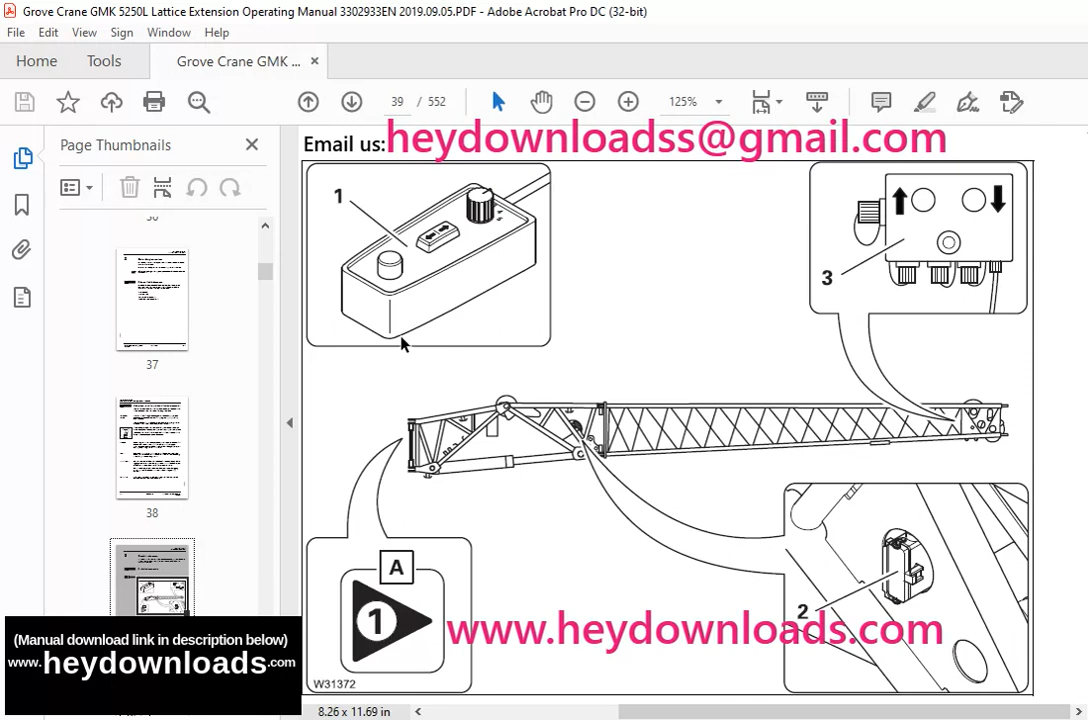 Grove Crane GMK 5250L Lattice Extension Operating Manual 3302933EN 2019.09.05.PDF - Adobe Acrobat Pro DC (32-bit)
File Edit View Sign Window Help
Home Tools Grove Crane GMK ... ×
39 / 552 125%
Page Thumbnails
Email us:heydownloadss@gmail.com
1
3
37
38
A
1
2
www.heydownloads.com
W31372
(Manual download link in description below)
www.heydownloads.com
8.26 x 11.69 in